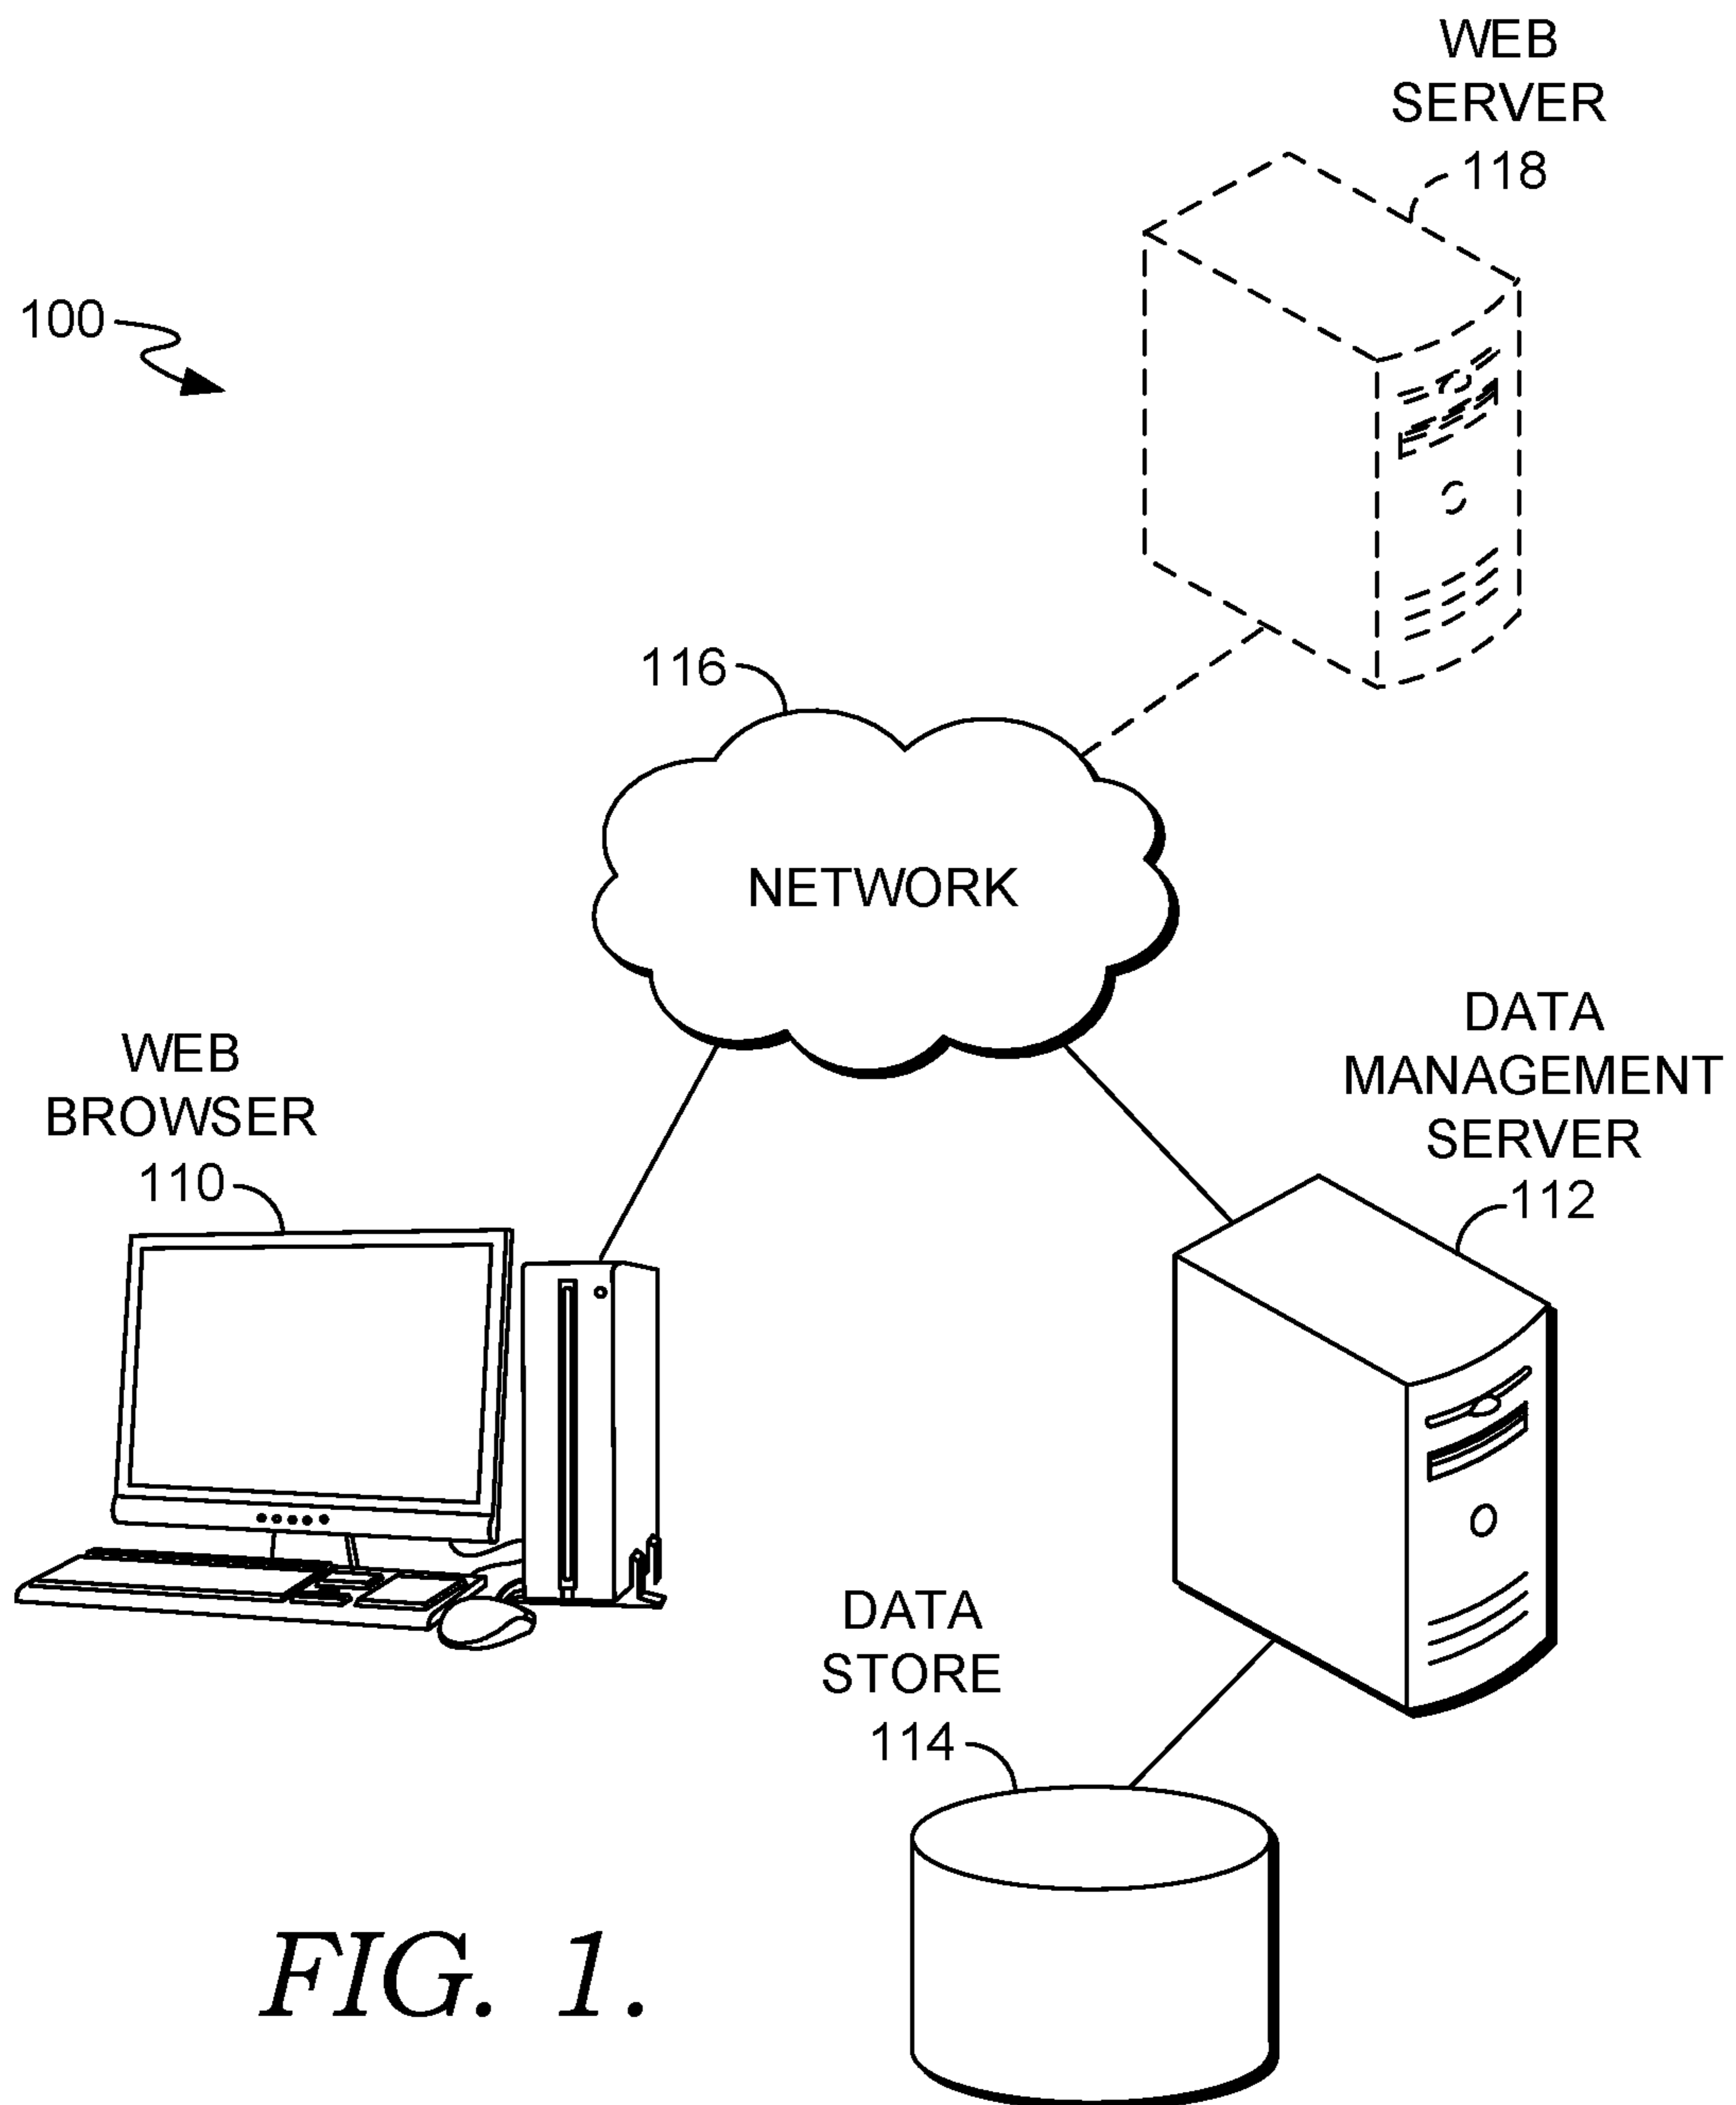 WEB
SERVER
118
100
116
NETWORK
DATA
MANAGEMENT
SERVER
112
WEB
BROWSER
110
DATA
STORE
114
FIG. 1.